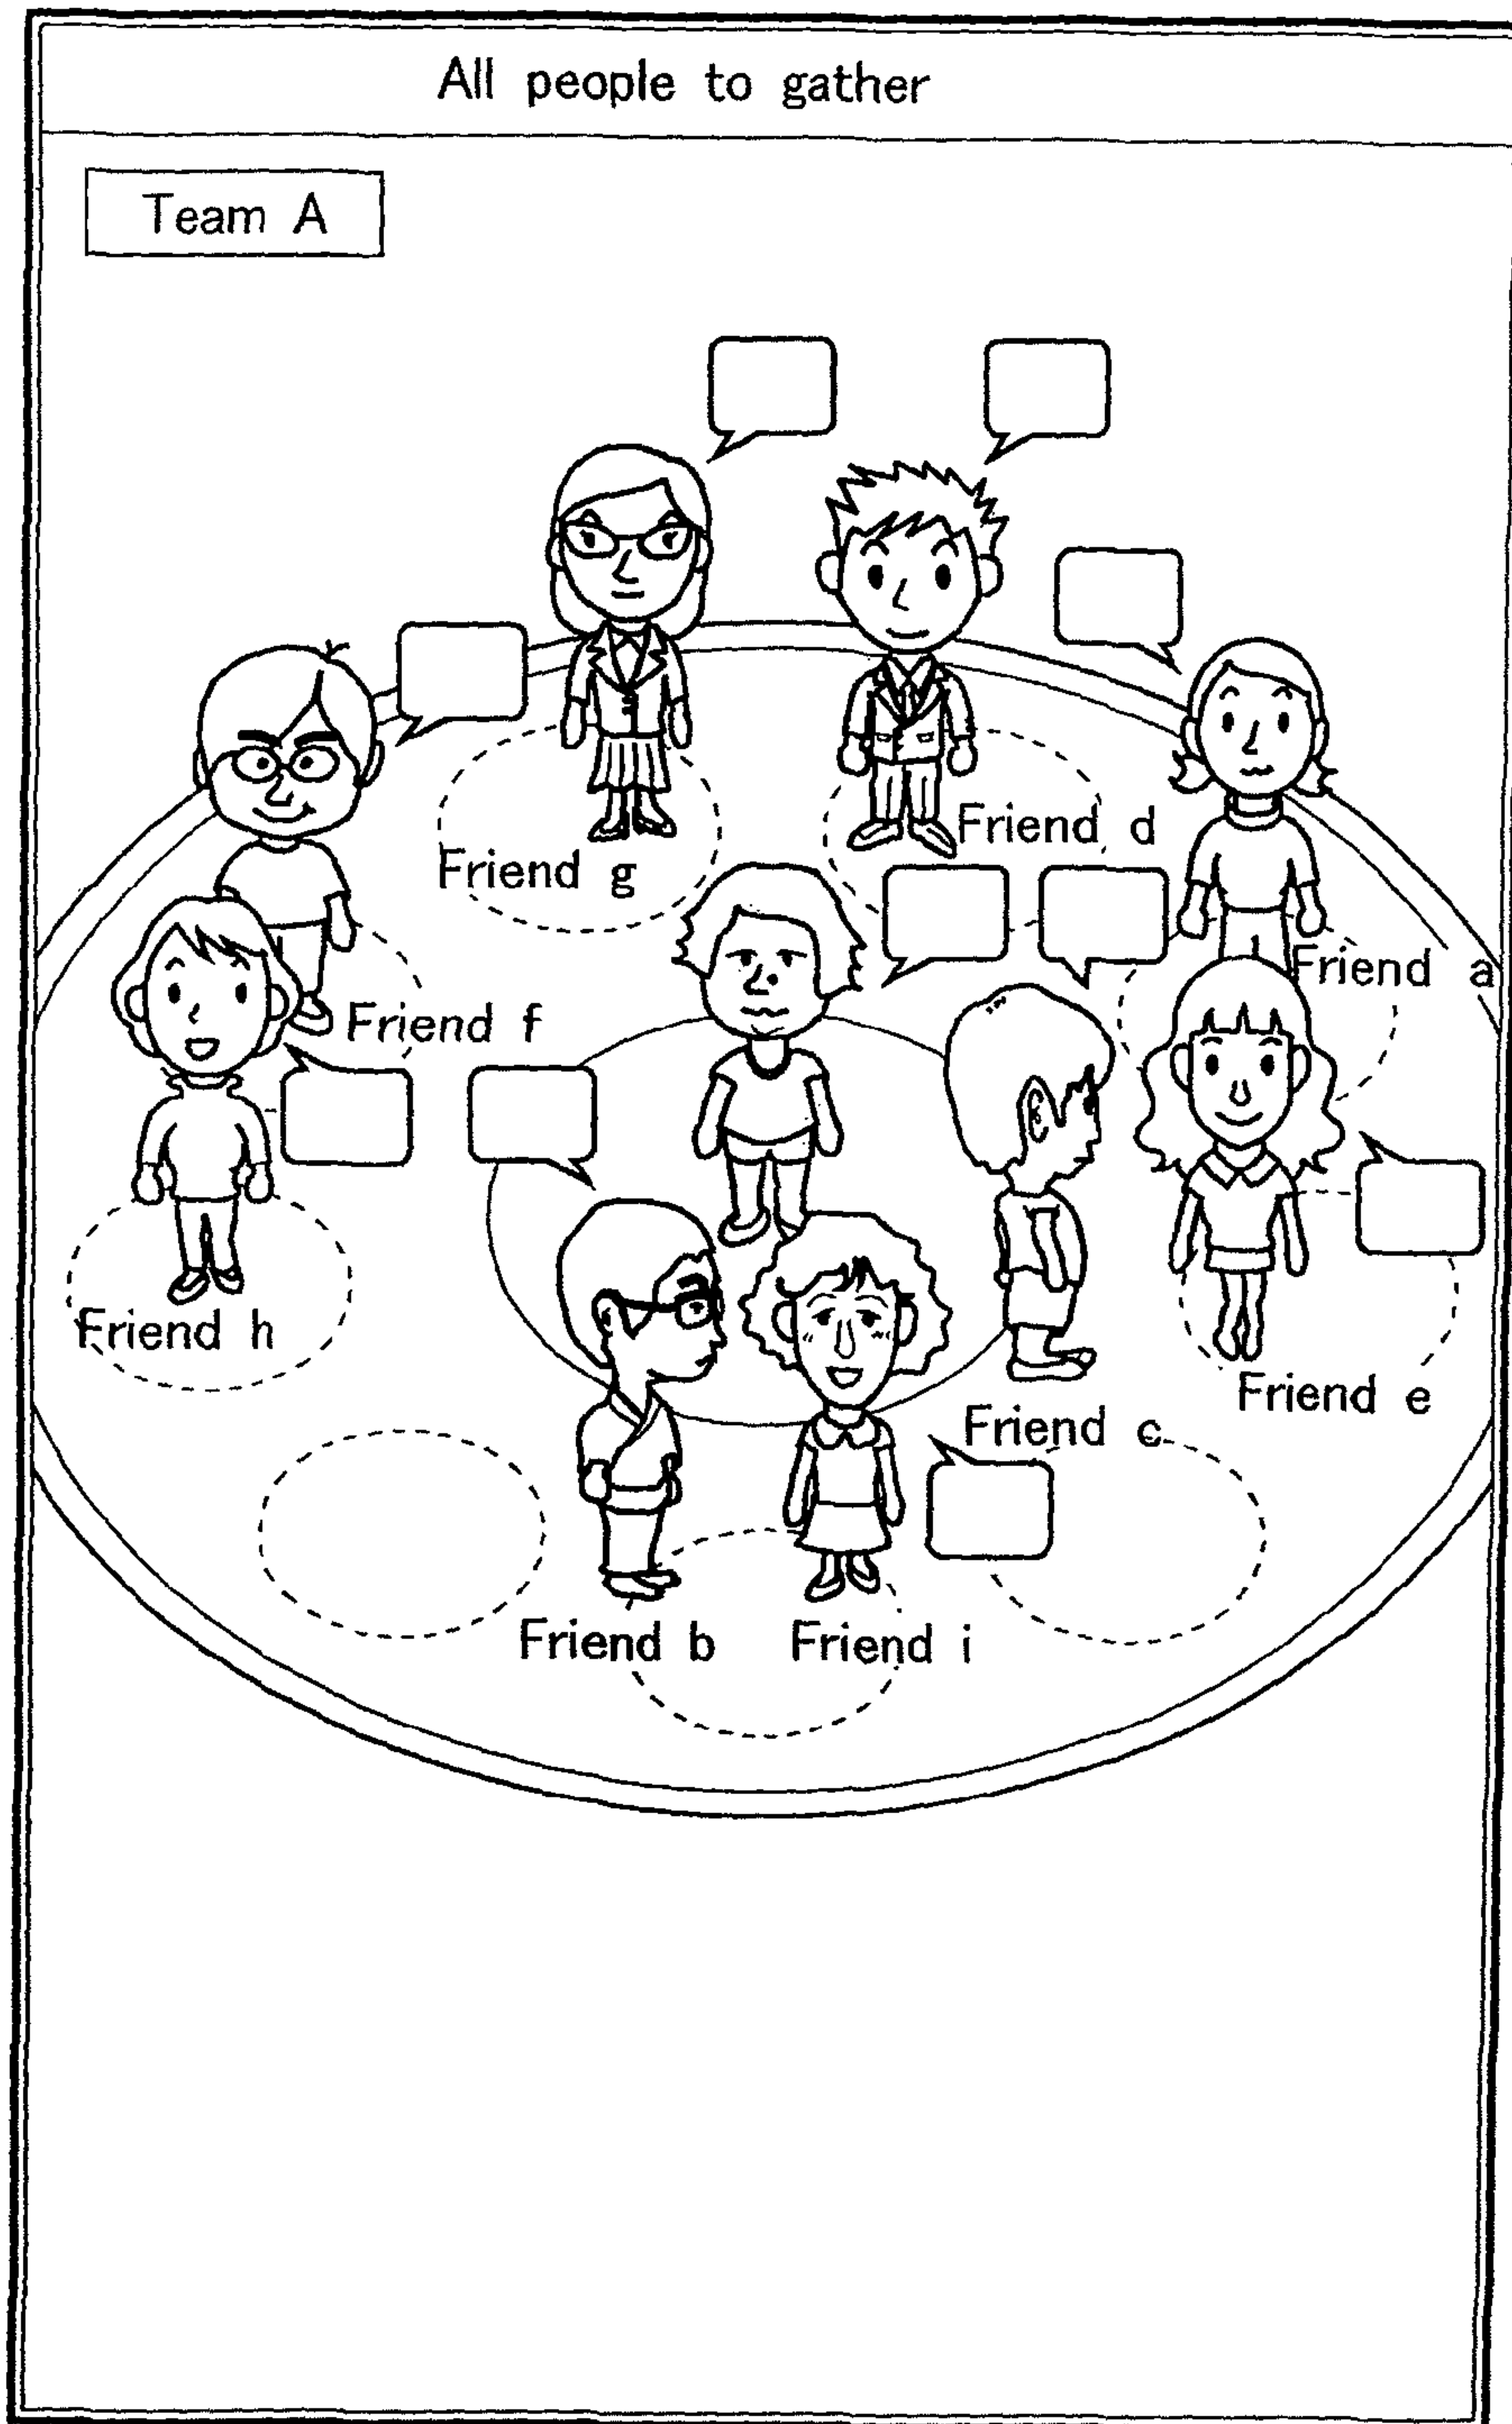 All people to gather
Team A
Friend g
Friend d
Friend a
Friend f
Friend h
Friend e
Friend c
Friend b
Friend i